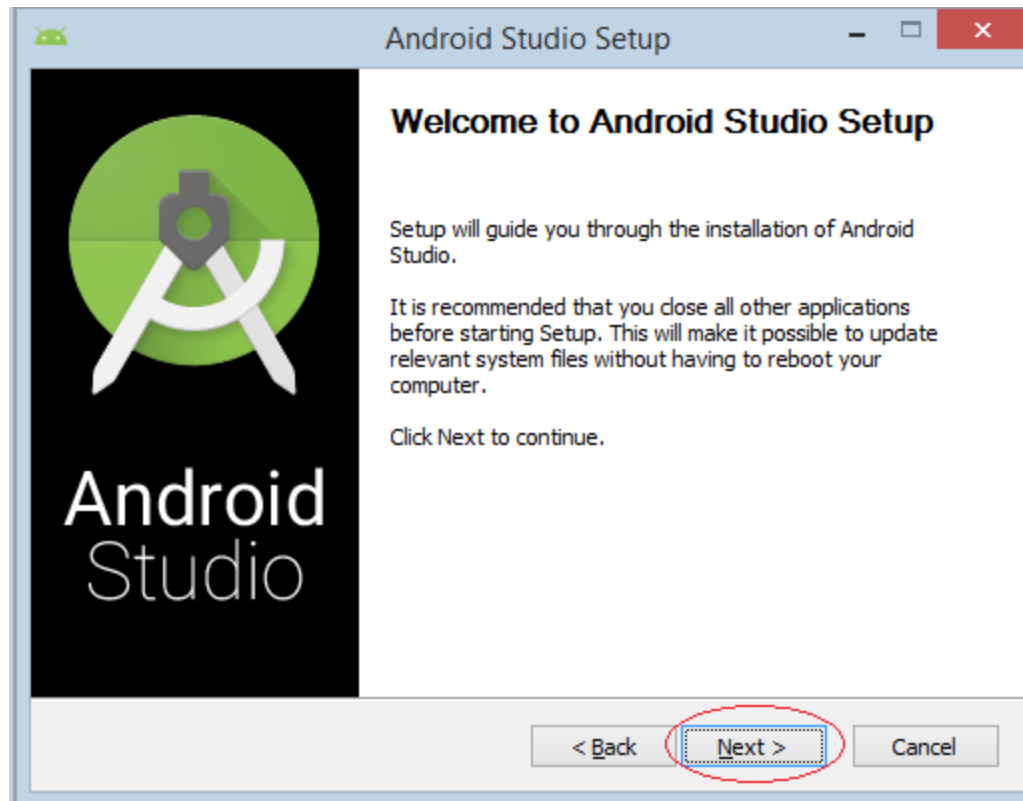 Android Studio Setup
Welcome to Android Studio Setup
Setup will guide you through the installation of Android
Studio.
It is recommended that you close all other applications
before starting Setup. This will make it possible to update
relevant system files without having to reboot your
computer.
Click Next to continue.
Android
Studio
< Back
Next >
Cancel